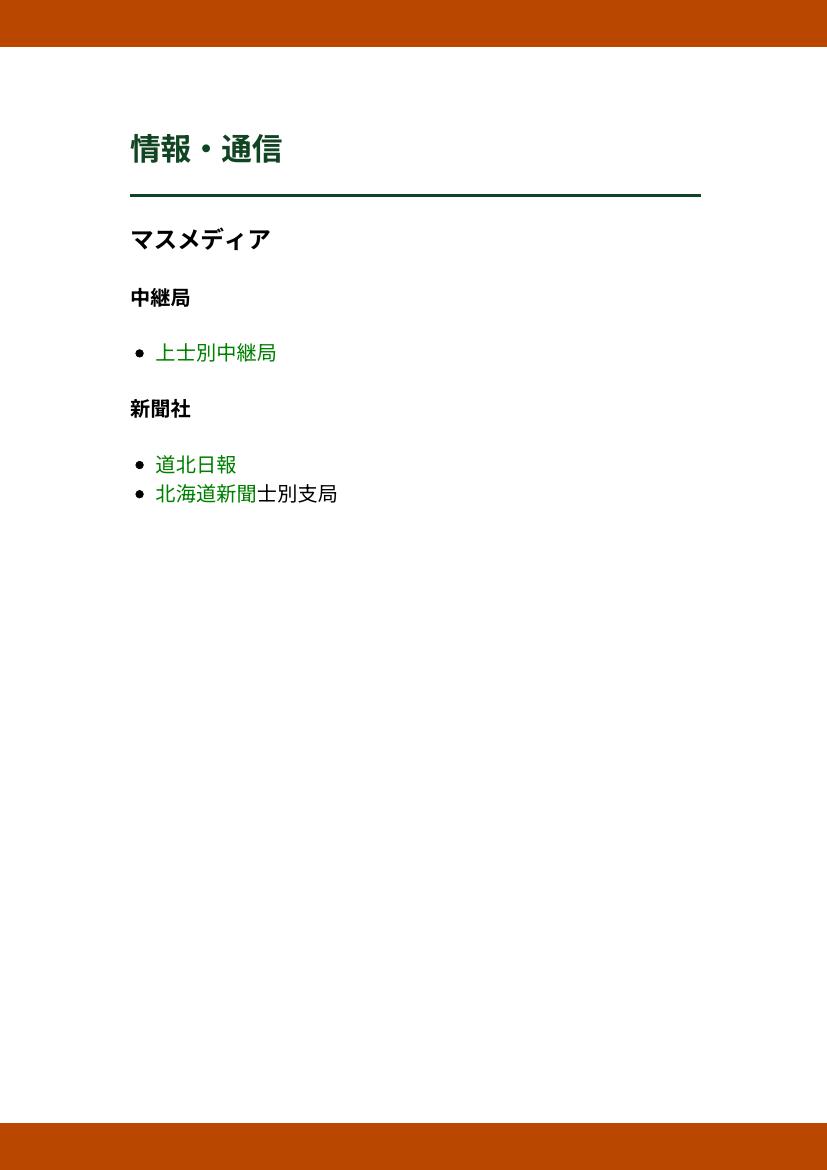 情報・通信
マスメディア
中継局
上士別中継局
新聞社
道北日報
北海道新聞士別支局